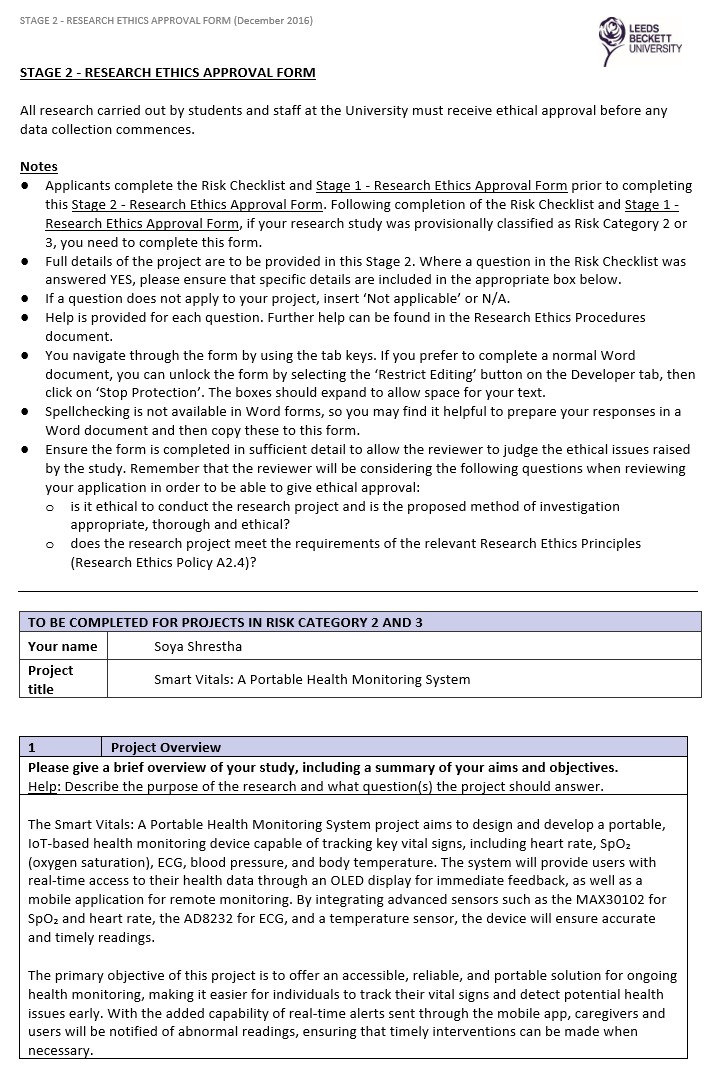 STAGE 2 - RESEARCH ETHICS APPROVAL FORM (December 2016)
LEEDS
BECKETT
UNIVERSITY
STAGE 2 - RESEARCH ETHICS APPROVAL FORM
All research carried out by students and staff at the University must receive ethical approval before any
data collection commences.
Notes
● Applicants complete the Risk Checklist and Stage 1 - Research Ethics Approval Form prior to completing
this Stage 2 - Research Ethics Approval Form. Following completion of the Risk Checklist and Stage 1 -
Research Ethics Approval Form, if your research study was provisionally classified as Risk Category 2 or
3, you need to complete this form.
● Full details of the project are to be provided in this Stage 2. Where a question in the Risk Checklist was
answered YES, please ensure that specific details are included in the appropriate box below.
● If a question does not apply to your project, insert ‘Not applicable’ or N/A.
● Help is provided for each question. Further help can be found in the Research Ethics Procedures
document.
● You navigate through the form by using the tab keys. If you prefer to complete a normal Word
document, you can unlock the form by selecting the ‘Restrict Editing’ button on the Developer tab, then
click on ‘Stop Protection’. The boxes should expand to allow space for your text.
● Spellchecking is not available in Word forms, so you may find it helpful to prepare your responses in a
Word document and then copy these to this form.
● Ensure the form is completed in sufficient detail to allow the reviewer to judge the ethical issues raised
by the study. Remember that the reviewer will be considering the following questions when reviewing
your application in order to be able to give ethical approval:
o is it ethical to conduct the research project and is the proposed method of investigation
appropriate, thorough and ethical?
o does the research project meet the requirements of the relevant Research Ethics Principles
(Research Ethics Policy A2.4)?
TO BE COMPLETED FOR PROJECTS IN RISK CATEGORY 2 AND 3
Your name Soya Shrestha
Project
title Smart Vitals: A Portable Health Monitoring System
1 Project Overview
Please give a brief overview of your study, including a summary of your aims and objectives.
Help: Describe the purpose of the research and what question(s) the project should answer.
The Smart Vitals: A Portable Health Monitoring System project aims to design and develop a portable,
IoT-based health monitoring device capable of tracking key vital signs, including heart rate, SpO₂
(oxygen saturation), ECG, blood pressure, and body temperature. The system will provide users with
real-time access to their health data through an OLED display for immediate feedback, as well as a
mobile application for remote monitoring. By integrating advanced sensors such as the MAX30102 for
SpO₂ and heart rate, the AD8232 for ECG, and a temperature sensor, the device will ensure accurate
and timely readings.
The primary objective of this project is to offer an accessible, reliable, and portable solution for ongoing
health monitoring, making it easier for individuals to track their vital signs and detect potential health
issues early. With the added capability of real-time alerts sent through the mobile app, caregivers and
users will be notified of abnormal readings, ensuring that timely interventions can be made when
necessary.